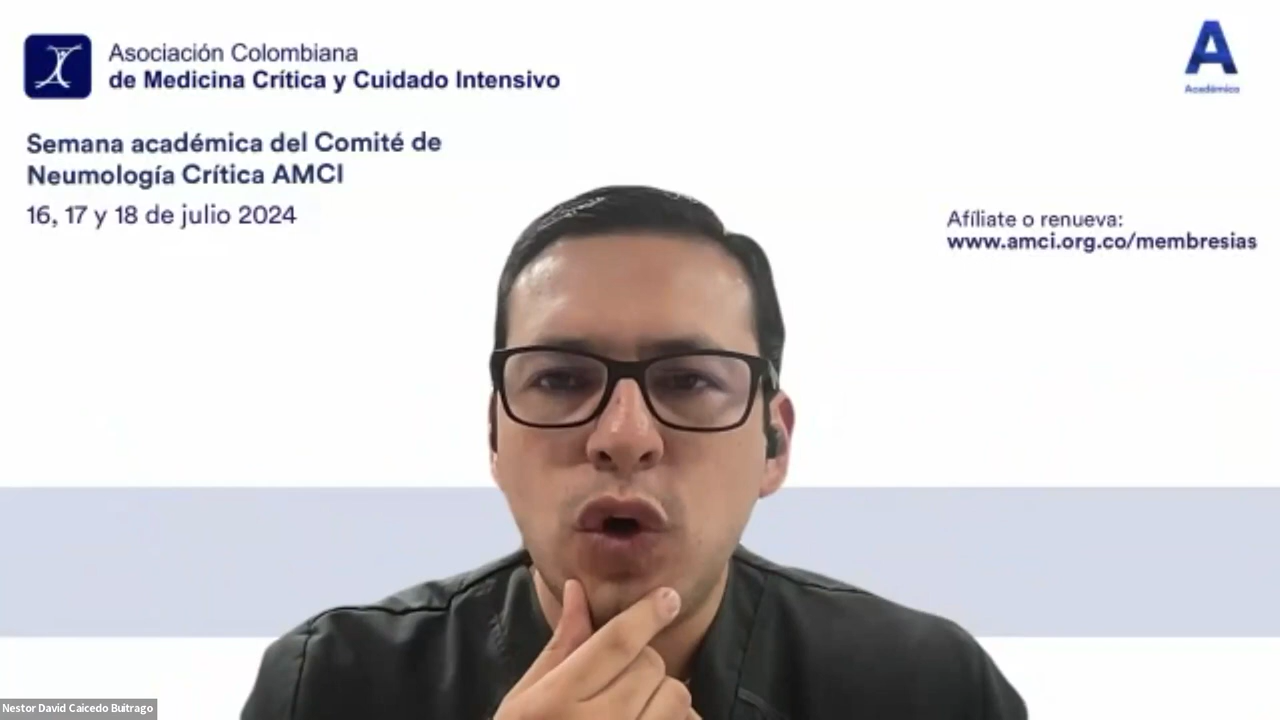 Asociación Colombiana
de Medicina Crítica y Cuidado Intensivo
A
Académico
Semana académica del Comité de
Neumología Crítica AMCI
16, 17 y 18 de julio 2024
Afíliate o renueva:
www.amci.org.co/membresias
Nestor David Caicedo Buitrago